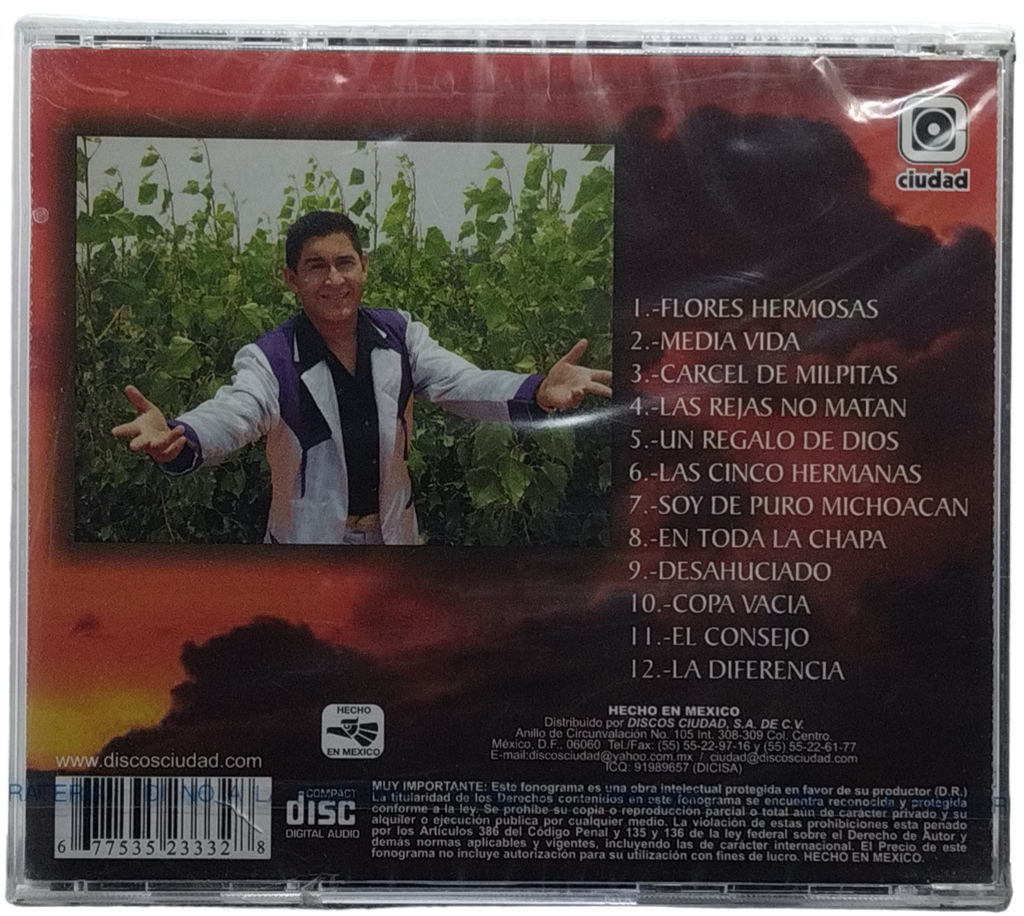 ciudad
1.-FLORES HERMOSAS
2.-MEDIA VIDA
3.-CARCEL DE MILPITAS
4.-LAS REJAS NO MATAN
5.-UN REGALO DE DIOS
6.-LAS CINCO HERMANAS
7.-SOY DE PURO MICHOACAN
8.-EN TODA LA CHAPA
9.-DESAHUCIADO
10.-COPA VACIA
11.-EL CONSEJO
12.-LA DIFERENCIA
HECHO
EN MEXICO
HECHO EN MEXICO
Distribuido por DISCOS CIUDAD, S.A. DE C.V.
Anillo de Circunvalación No. 105 Int. 308-309 Col. Centro.
México, D.F., 06060 Tel./Fax: (55) 55-22-97-16 y (55) 55-22-61-77
E-mail:discosciudad@yahoo.com.mx / ciudad@discosciudad.com
ICQ: 91989657 (DICISA)
www.discosciudad.com
6 77535 23332 8
COMPACT
disc
DIGITAL AUDIO
MUY IMPORTANTE: Este fonograma es una obra intelectual protegida en favor de su productor (D.R.)
La titularidad de los Derechos contenidos en este fonograma se encuentra reconocida y protegida
conforme a la ley. Se prohibe su copia o reproducción parcial o total aún de carácter privado y su
alquiler o ejecución publica por cualquier medio. La violación de estas prohibiciones esta penado
por los Artículos 386 del Código Penal y 135 y 136 de la ley federal sobre el Derecho de Autor y
demás normas aplicables y vigentes, incluyendo las de carácter internacional. El Precio de este
fonograma no incluye autorización para su utilización con fines de lucro. HECHO EN MEXICO.